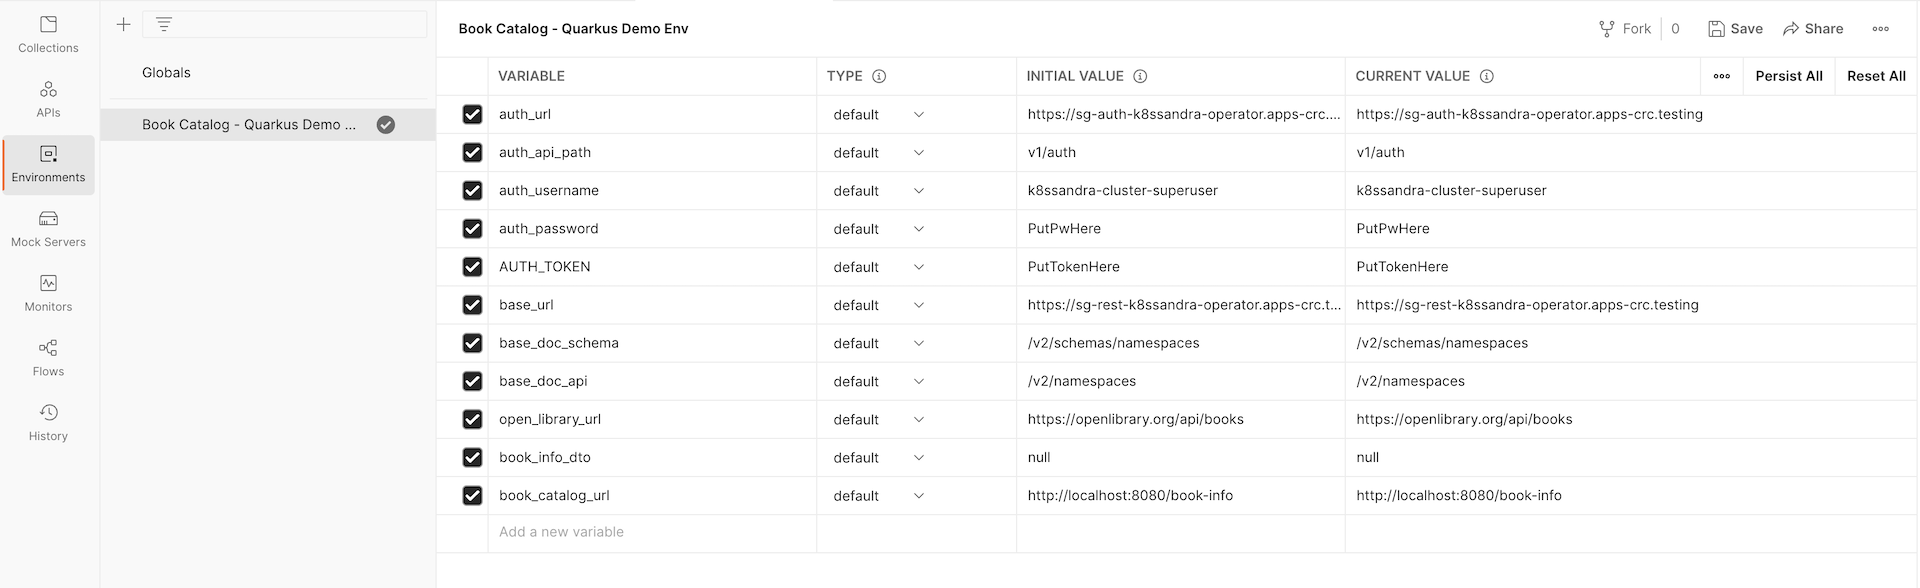 Collections
APIs
Environments
Mock Servers
Monitors
Flows
History
Globals
Book Catalog - Quarkus Demo ...
Book Catalog - Quarkus Demo Env
Fork 0 Save Share
VARIABLE TYPE INITIAL VALUE CURRENT VALUE Persist All Reset All
auth_url default https://sg-auth-k8ssandra-operator.apps-crc.... https://sg-auth-k8ssandra-operator.apps-crc.testing
auth_api_path default v1/auth v1/auth
auth_username default k8ssandra-cluster-superuser k8ssandra-cluster-superuser
auth_password default PutPwHere PutPwHere
AUTH_TOKEN default PutTokenHere PutTokenHere
base_url default https://sg-rest-k8ssandra-operator.apps-crc.t... https://sg-rest-k8ssandra-operator.apps-crc.testing
base_doc_schema default /v2/schemas/namespaces /v2/schemas/namespaces
base_doc_api default /v2/namespaces /v2/namespaces
open_library_url default https://openlibrary.org/api/books https://openlibrary.org/api/books
book_info_dto default null null
book_catalog_url default http://localhost:8080/book-info http://localhost:8080/book-info
Add a new variable